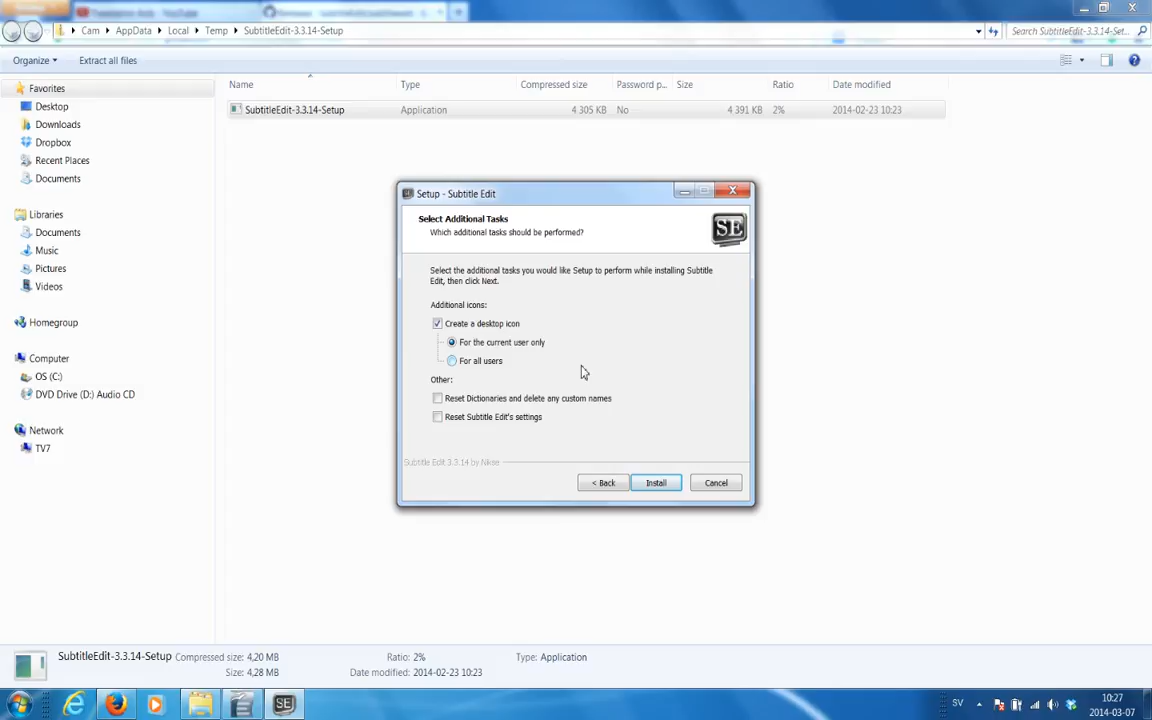 Cam
AppData
Local
Temp
SubtitleEdit-3.3.14-Setup
Search SubtitleEdit-3.3.14-Set...
Organize
Extract all files
Name
Type
Compressed size
Password p...
Size
Ratio
Date modified
SubtitleEdit-3.3.14-Setup
Application
4 305 KB
No
4 391 KB
2%
2014-02-23 10:23
Favorites
Desktop
Downloads
Dropbox
Recent Places
Documents
Libraries
Documents
Music
Pictures
Videos
Homegroup
Computer
OS (C:)
DVD Drive (D:) Audio CD
Network
TV7
Setup - Subtitle Edit
Select Additional Tasks
Which additional tasks should be performed?
SE
Select the additional tasks you would like Setup to perform while installing Subtitle
Edit, then click Next.
Additional icons:
Create a desktop icon
For the current user only
For all users
Other:
Reset Dictionaries and delete any custom names
Reset Subtitle Edit's settings
Subtitle Edit 3.3.14 by Nikse
< Back
Install
Cancel
SubtitleEdit-3.3.14-Setup
Compressed size: 4,20 MB
Ratio: 2%
Type: Application
Size: 4,28 MB
Date modified: 2014-02-23 10:23
SE
SV
10:27
2014-03-07